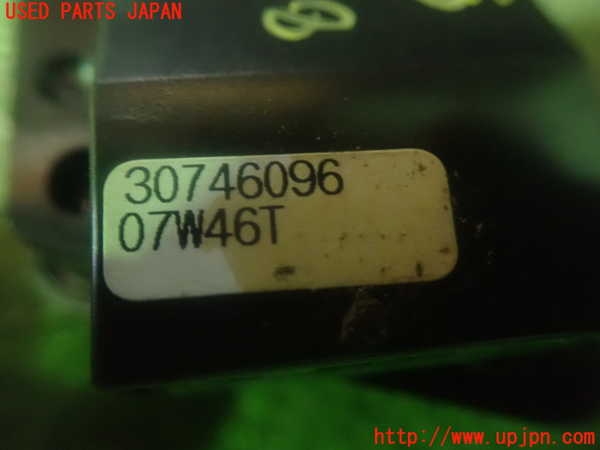 USED PARTS JAPAN
30746096
07W46T
http://www.upjpn.com